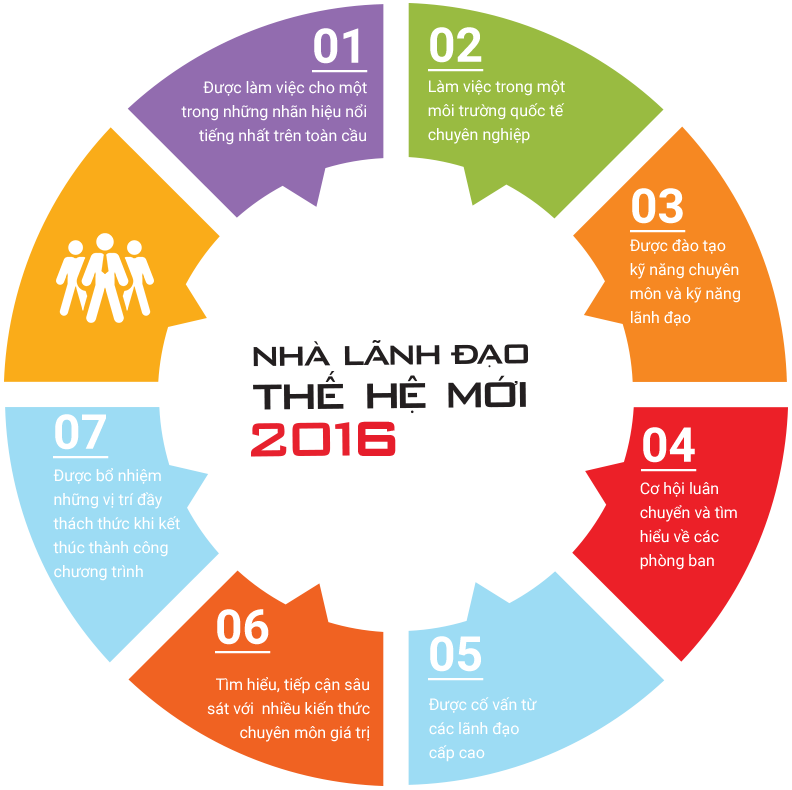 01
Được làm việc cho một
trong những nhãn hiệu nổi
tiếng nhất trên toàn cầu
02
Làm việc trong một
môi trường quốc tế
chuyên nghiệp
03
Được đào tạo
kỹ năng chuyên
môn và kỹ năng
lãnh đạo
NHÀ LÃNH ĐẠO
THẾ HỆ MỚI
2016
04
Cơ hội luân
chuyển và tìm
hiểu về các
phòng ban
05
Được cố vấn từ
các lãnh đạo
cấp cao
06
Tìm hiểu, tiếp cận sâu
sát với nhiều kiến thức
chuyên môn giá trị
07
Được bổ nhiệm
những vị trí đầy
thách thức khi kết
thúc thành công
chương trình